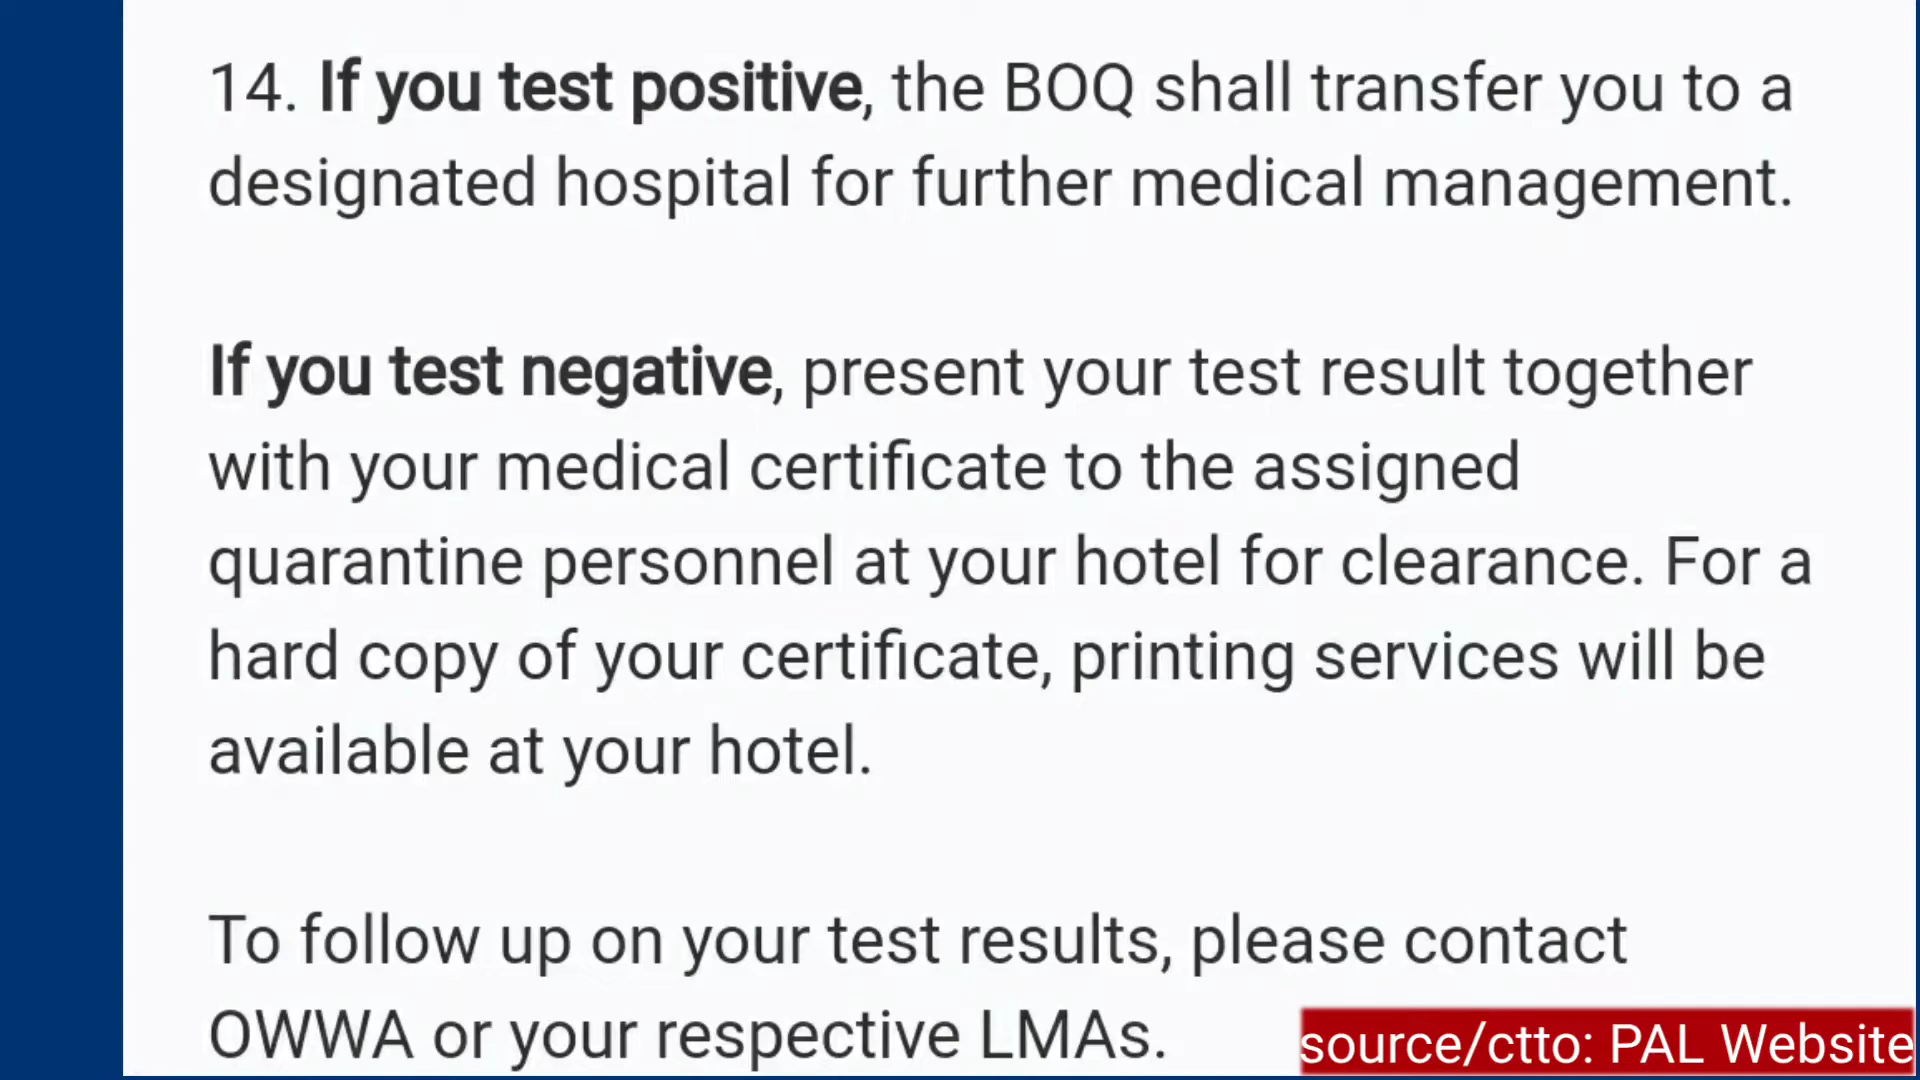 14. If you test positive, the BOQ shall transfer you to a
designated hospital for further medical management.
If you test negative, present your test result together
with your medical certificate to the assigned
quarantine personnel at your hotel for clearance. For a
hard copy of your certificate, printing services will be
available at your hotel.
To follow up on your test results, please contact
OWWA or your respective LMAs.
source/ctto: PAL Website